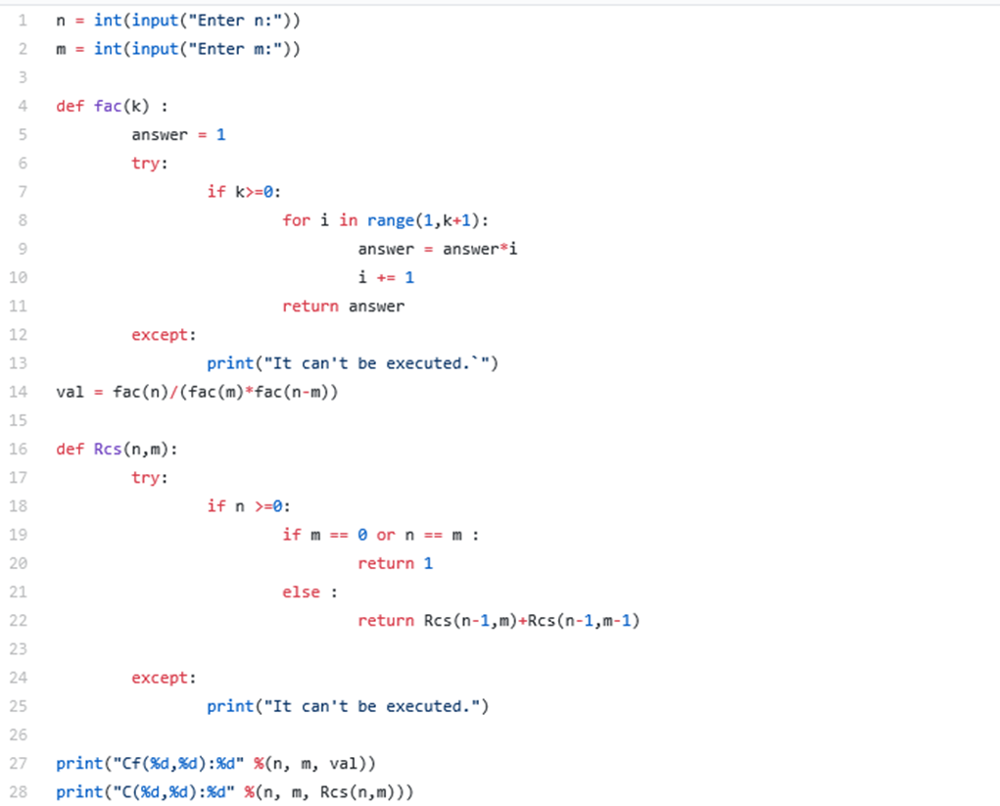 1 n = int(input("Enter n:"))
2 m = int(input("Enter m:"))
3
4 def fac(k) :
5         answer = 1
6         try:
7                 if k>=0:
8                         for i in range(1,k+1):
9                                 answer = answer*i
10                                 i += 1
11                         return answer
12         except:
13                 print("It can't be executed.`")
14 val = fac(n)/(fac(m)*fac(n-m))
15
16 def Rcs(n,m):
17         try:
18                 if n >=0:
19                         if m == 0 or n == m :
20                                 return 1
21                         else :
22                                 return Rcs(n-1,m)+Rcs(n-1,m-1)
23
24         except:
25                 print("It can't be executed.")
26
27 print("Cf(%d,%d):%d" %(n, m, val))
28 print("C(%d,%d):%d" %(n, m, Rcs(n,m)))